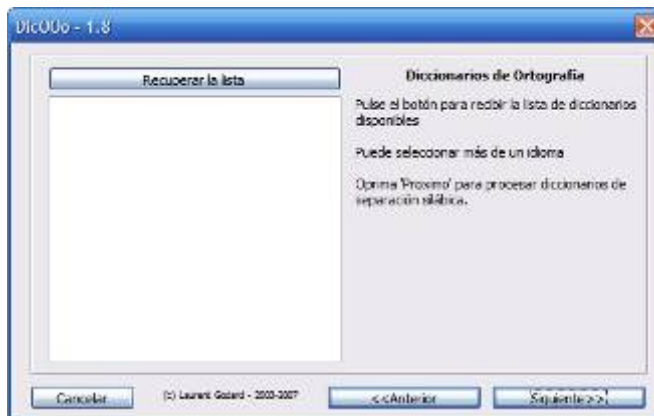 DicOOo - 1.8
Recuperar la lista
Diccionarios de Ortografía
Pulse el botón para recibir la lista de diccionarios
disponibles
Puede seleccionar más de un idioma
Oprima 'Proximo' para procesar diccionarios de
separación silábica.
Cancelar
(c) Laurent Godard - 2003-2007
<<Anterior
Siguiente>>